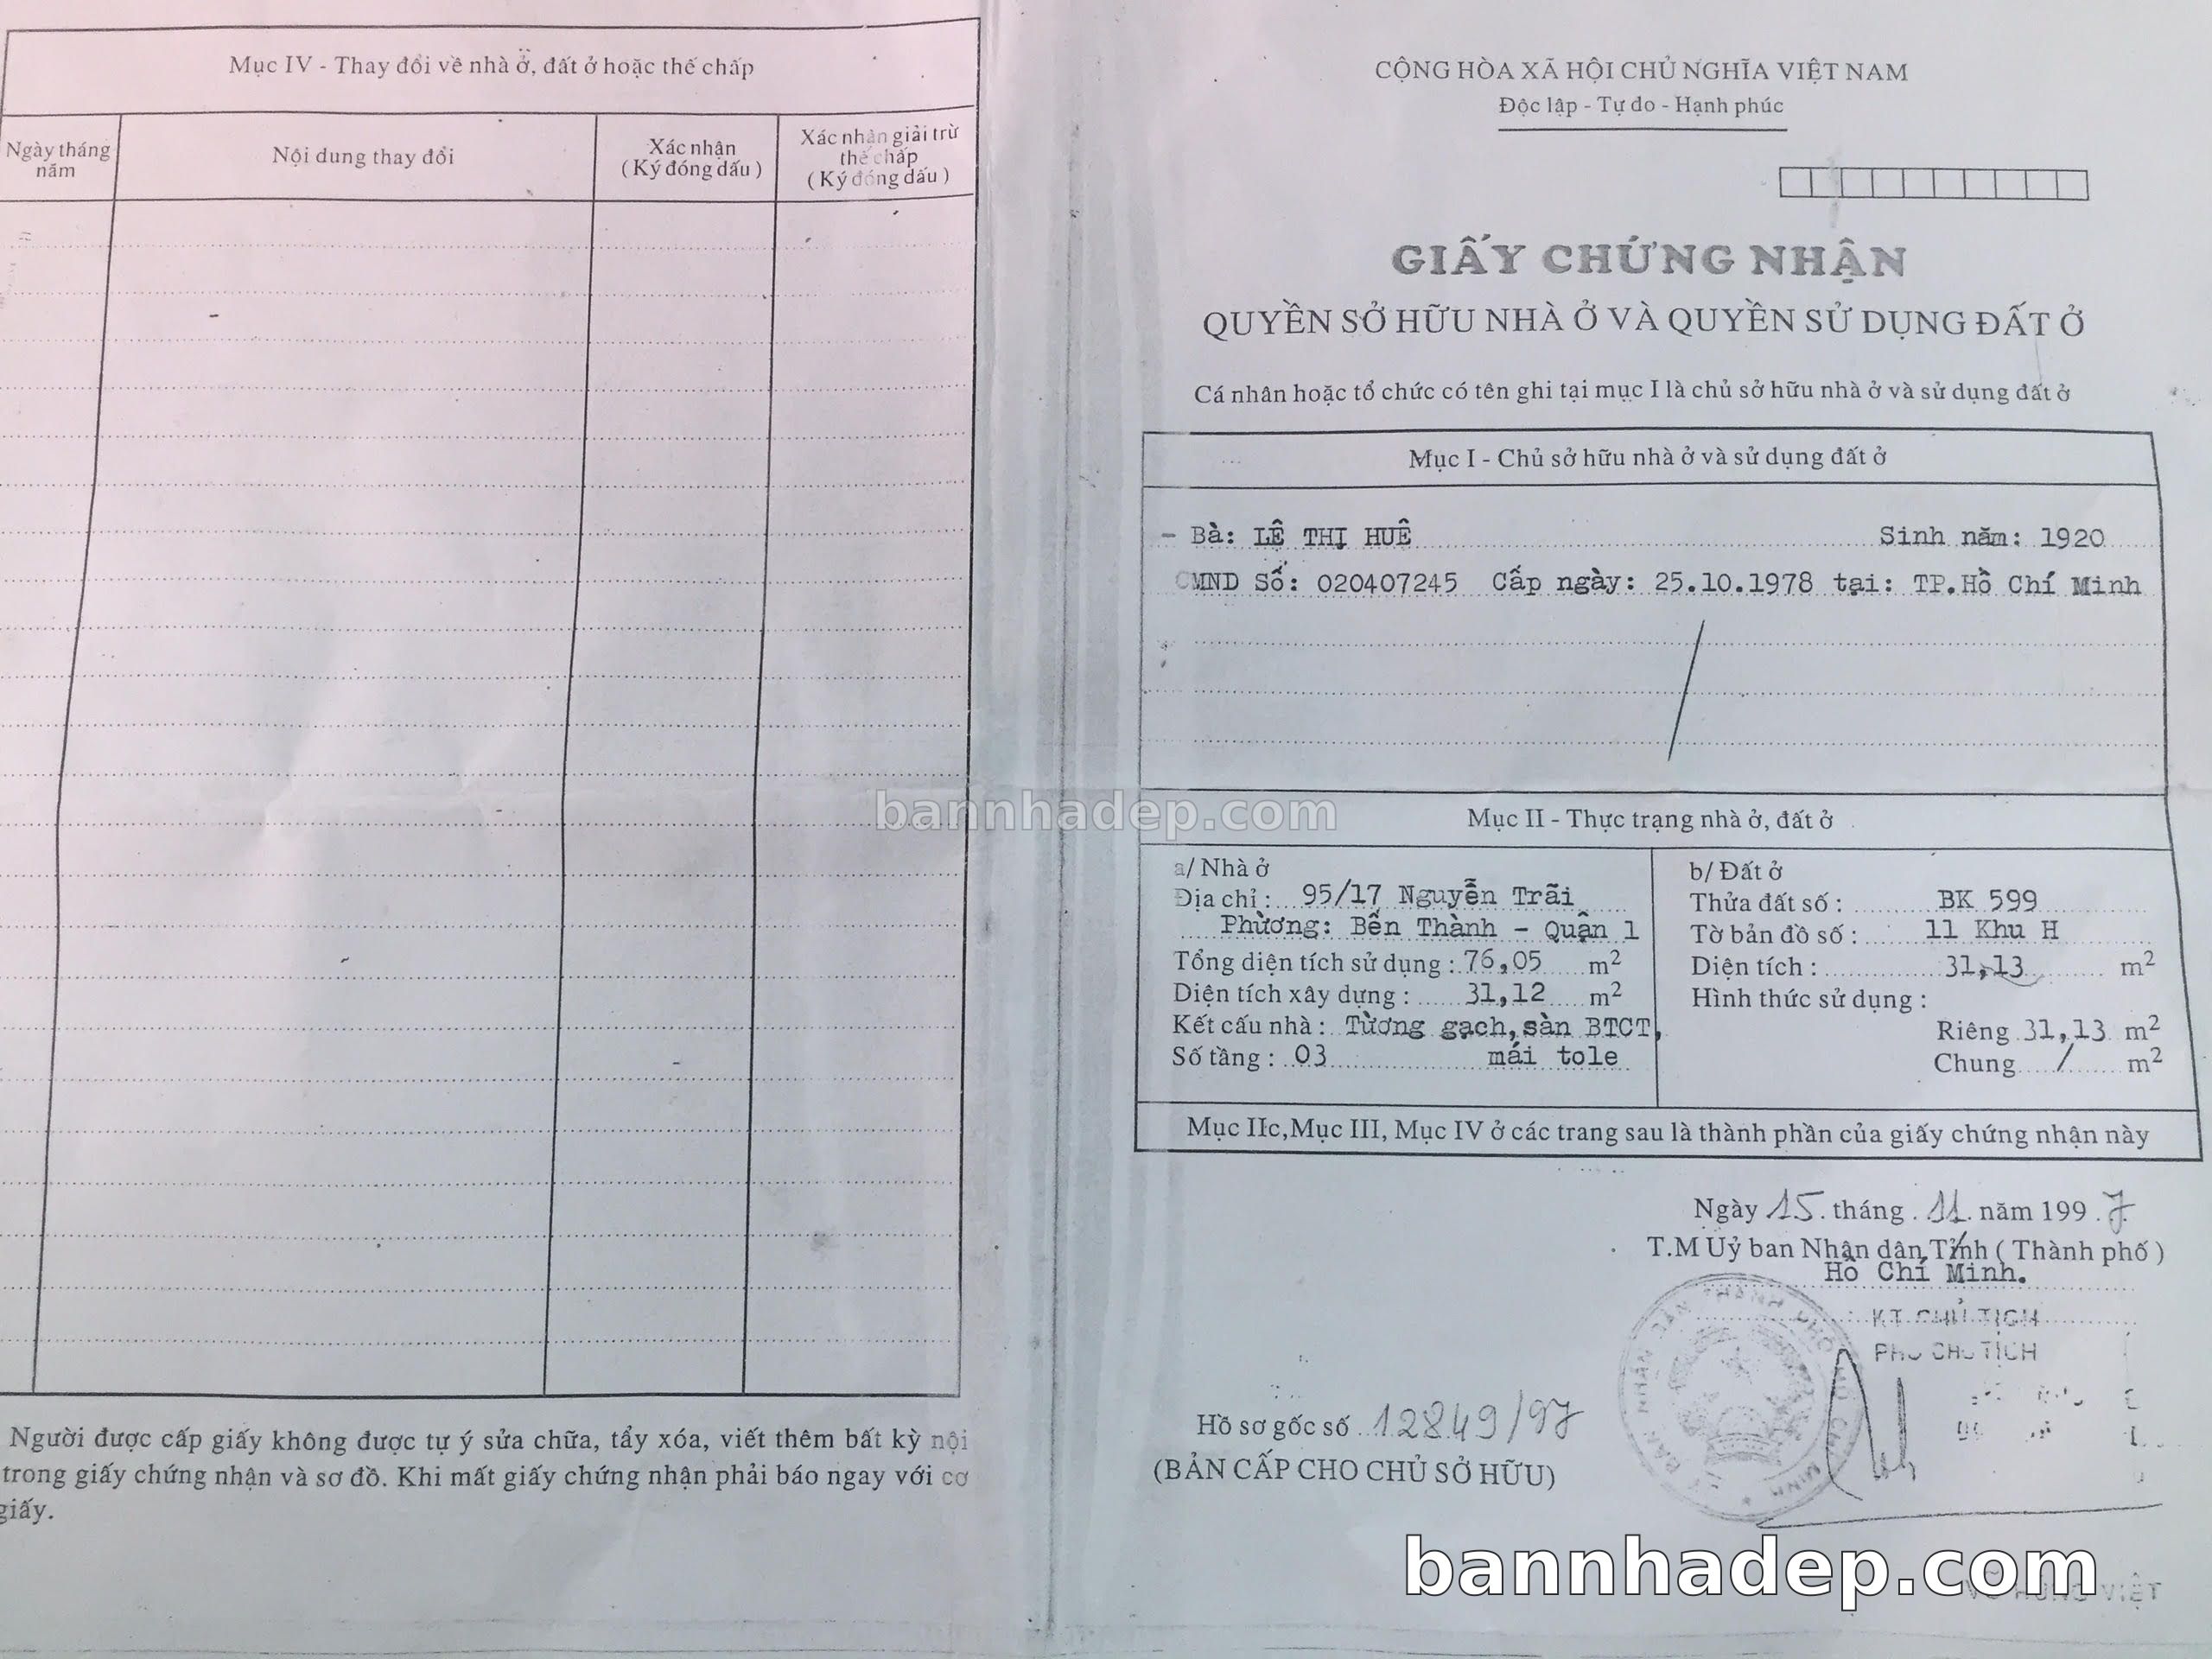 Mục IV - Thay đổi về nhà ở, đất ở hoặc thế chấp
Ngày tháng năm
Nội dung thay đổi
Xác nhận
( Ký đóng dấu )
Xác nhận giải trừ
thế chấp
( Ký đóng dấu )
Người được cấp giấy không được tự ý sửa chữa, tẩy xóa, viết thêm bất kỳ nội
trong giấy chứng nhận và sơ đồ. Khi mất giấy chứng nhận phải báo ngay với cơ
giấy.
CỘNG HÒA XÃ HỘI CHỦ NGHĨA VIỆT NAM
Độc lập - Tự do - Hạnh phúc
GIẤY CHỨNG NHẬN
QUYỀN SỞ HỮU NHÀ Ở VÀ QUYỀN SỬ DỤNG ĐẤT Ở
Cá nhân hoặc tổ chức có tên ghi tại mục I là chủ sở hữu nhà ở và sử dụng đất ở
Mục I - Chủ sở hữu nhà ở và sử dụng đất ở
- Bà: LÊ THỊ HUÊ Sinh năm: 1920
CMND Số: 020407245 Cấp ngày: 25.10.1978 tại: TP.Hồ Chí Minh
bannhadep.com
Mục II - Thực trạng nhà ở, đất ở
a/ Nhà ở
Địa chỉ : 95/17 Nguyễn Trãi
Phường: Bến Thành - Quận 1
Tổng diện tích sử dụng : 76,05 m2
Diện tích xây dựng : 31,12 m2
Kết cấu nhà : Tường gạch, sàn BTCT,
Số tầng : 03 mái tole
b/ Đất ở
Thửa đất số : BK 599
Tờ bản đồ số : 11 Khu H
Diện tích : 31,13 m2
Hình thức sử dụng :
Riêng 31,13 m2
Chung / m2
Mục IIc, Mục III, Mục IV ở các trang sau là thành phần của giấy chứng nhận này
Ngày 15 tháng 11 năm 1997
T.M Uỷ ban Nhân dân Tỉnh ( Thành phố )
Hồ Chí Minh.
KT. CHỦ TỊCH
PHÓ CHỦ TỊCH
Hồ sơ gốc số 12849/97
(BẢN CẤP CHO CHỦ SỞ HỮU)
bannhadep.com
VIỆT